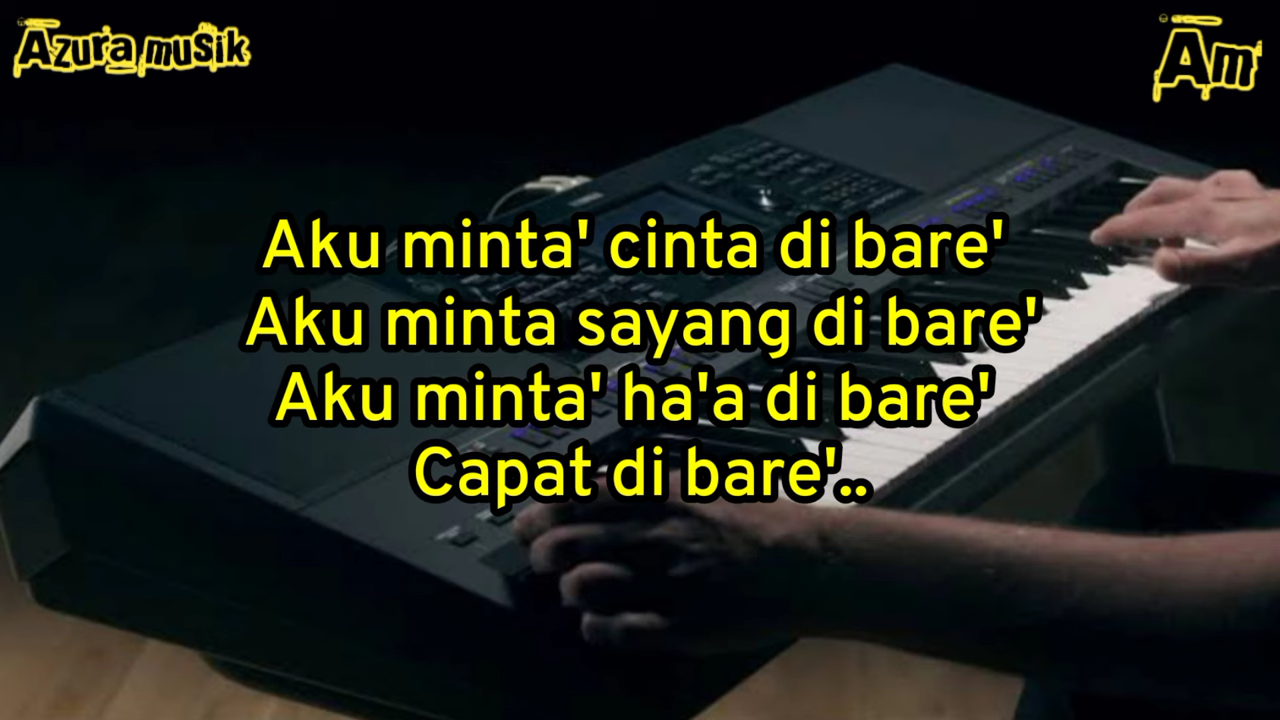 Azura musik
Am
Aku minta' cinta di bare'
Aku minta sayang di bare'
Aku minta' ha'a di bare'
Capat di bare'..